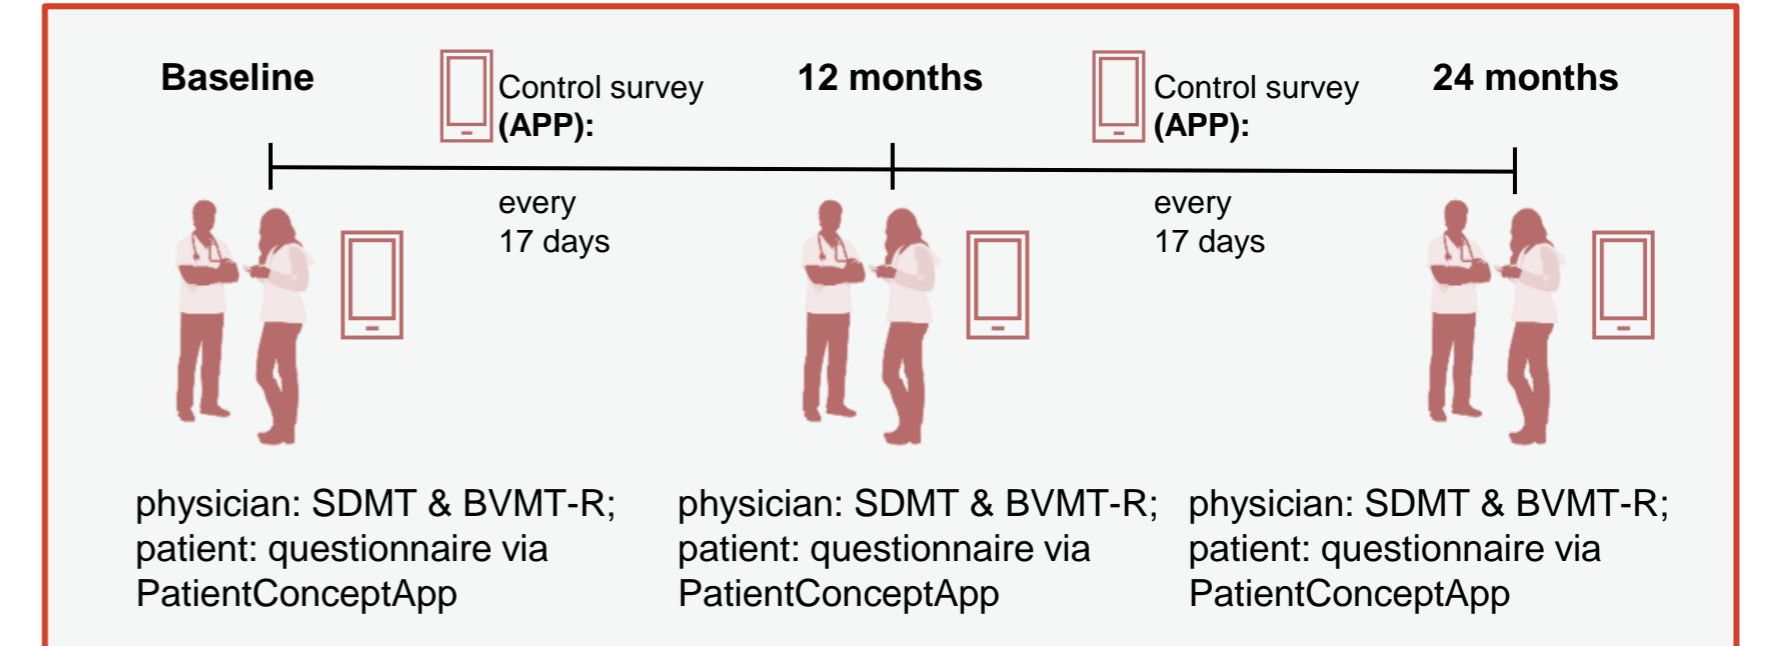 Baseline
Control survey
(APP):
12 months
Control survey
(APP):
24 months
every
17 days
every
17 days
physician: SDMT & BVMT-R;
patient: questionnaire via
PatientConceptApp
physician: SDMT & BVMT-R;
patient: questionnaire via
PatientConceptApp
physician: SDMT & BVMT-R;
patient: questionnaire via
PatientConceptApp